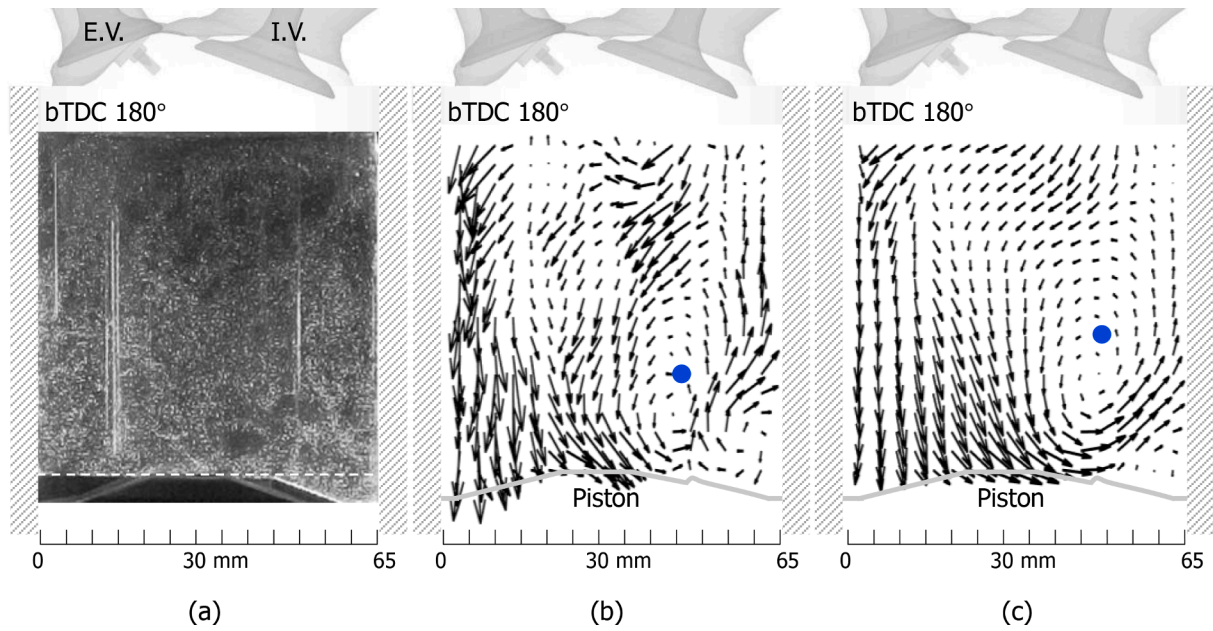 E.V. I.V.
bTDC 180° bTDC 180° bTDC 180°
Piston Piston
0 30 mm 65 0 30 mm 65 0 30 mm 65
(a) (b) (c)